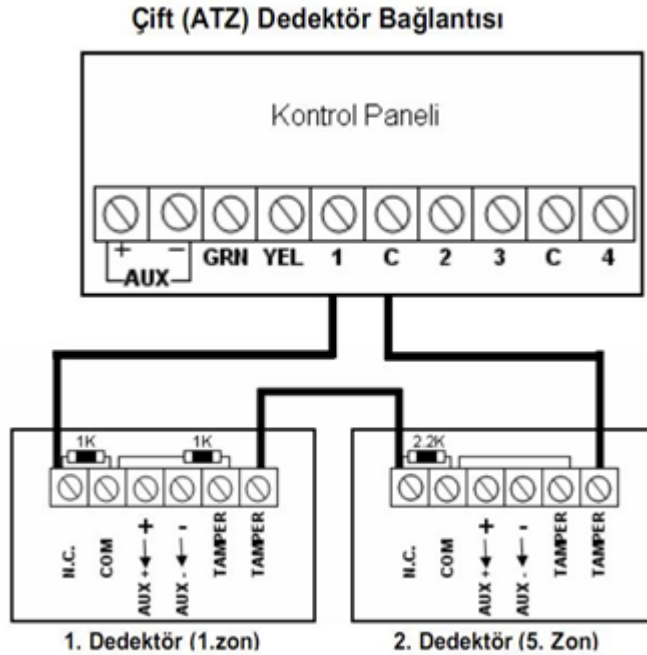 Çift (ATZ) Dedektör Bağlantısı
Kontrol Paneli
+ −
GRN YEL 1 C 2 3 C 4
AUX
1K 1K
2.2K
N.C. COM AUX + + AUX - - TAMPER TAMPER
N.C. COM AUX + + AUX - - TAMPER TAMPER
1. Dedektör (1.zon)
2. Dedektör (5. Zon)